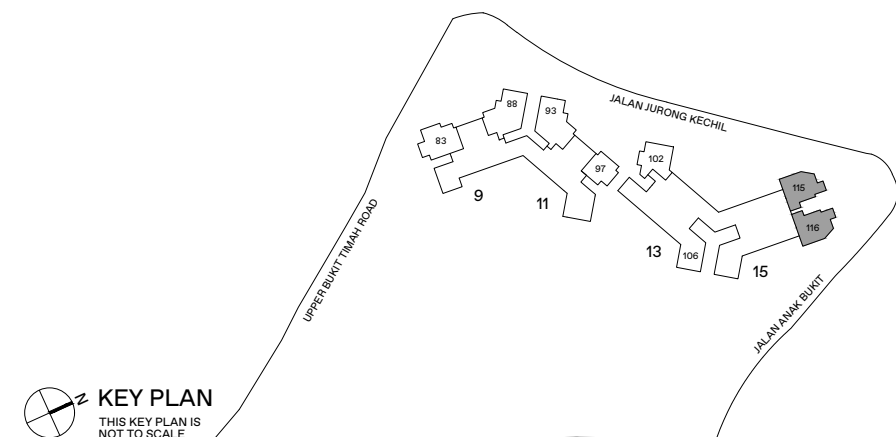 88
93
JALAN JURONG KECHIL
83
102
97
115
9
11
116
13
106
15
UPPER BUKIT TIMAH ROAD
JALAN ANAK BUKIT
N
KEY PLAN
THIS KEY PLAN IS
NOT TO SCALE